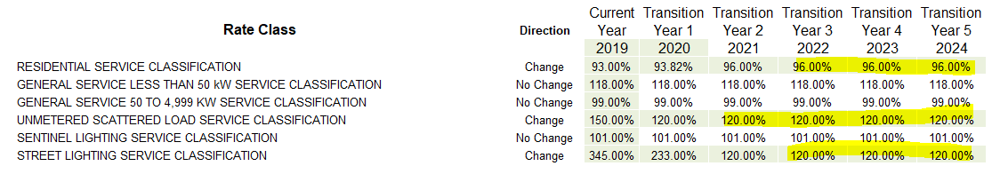 Current Transition Transition Transition Transition Transition
Rate Class Direction Year Year 1 Year 2 Year 3 Year 4 Year 5
2019 2020 2021 2022 2023 2024
RESIDENTIAL SERVICE CLASSIFICATION Change 93.00% 93.82% 96.00% 96.00% 96.00% 96.00%
GENERAL SERVICE LESS THAN 50 kW SERVICE CLASSIFICATION No Change 118.00% 118.00% 118.00% 118.00% 118.00% 118.00%
GENERAL SERVICE 50 TO 4,999 KW SERVICE CLASSIFICATION No Change 99.00% 99.00% 99.00% 99.00% 99.00% 99.00%
UNMETERED SCATTERED LOAD SERVICE CLASSIFICATION Change 150.00% 120.00% 120.00% 120.00% 120.00% 120.00%
SENTINEL LIGHTING SERVICE CLASSIFICATION No Change 101.00% 101.00% 101.00% 101.00% 101.00% 101.00%
STREET LIGHTING SERVICE CLASSIFICATION Change 345.00% 233.00% 120.00% 120.00% 120.00% 120.00%